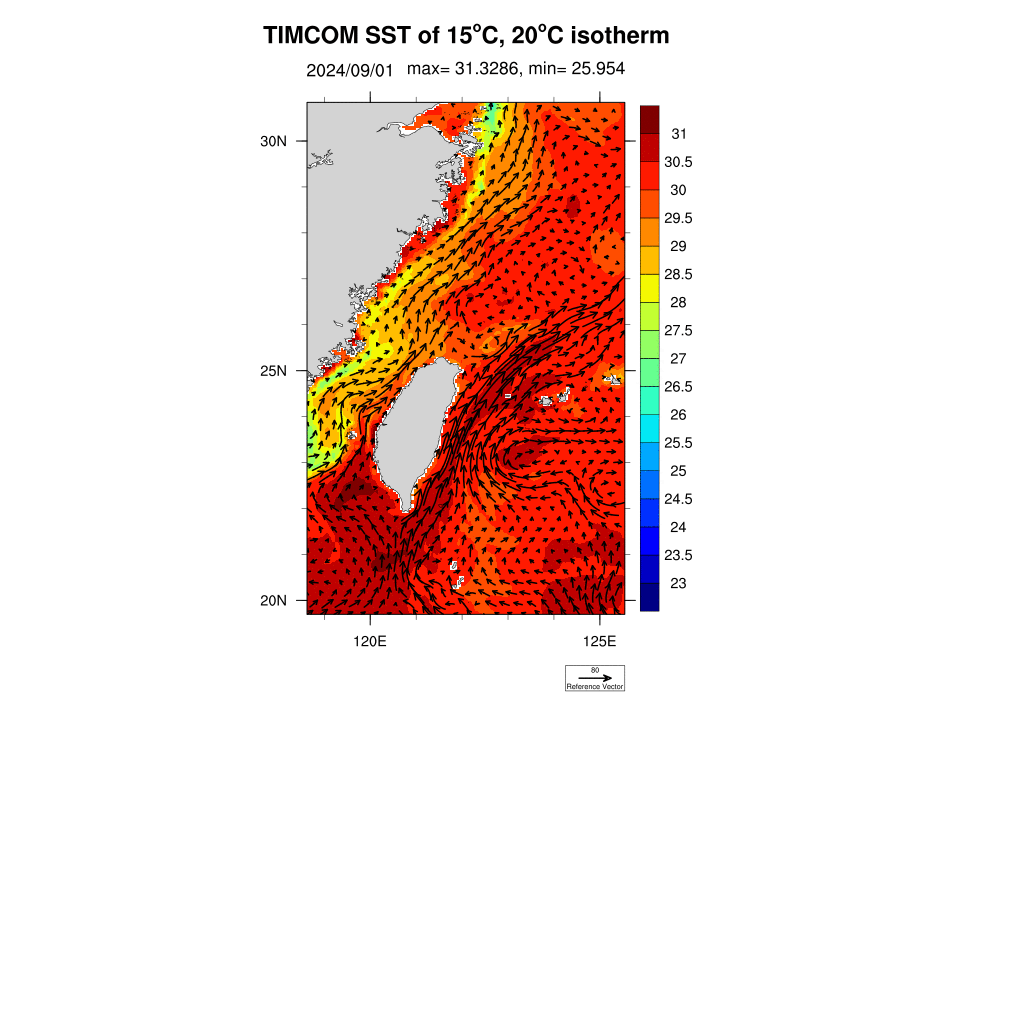 TIMCOM SST of 15°C, 20°C isotherm
2024/09/01 max= 31.3286, min= 25.954
31
30.5
30
29.5
29
28.5
28
27.5
27
26.5
26
25.5
25
24.5
24
23.5
23
30N
25N
20N
120E 125E
80
Reference Vector